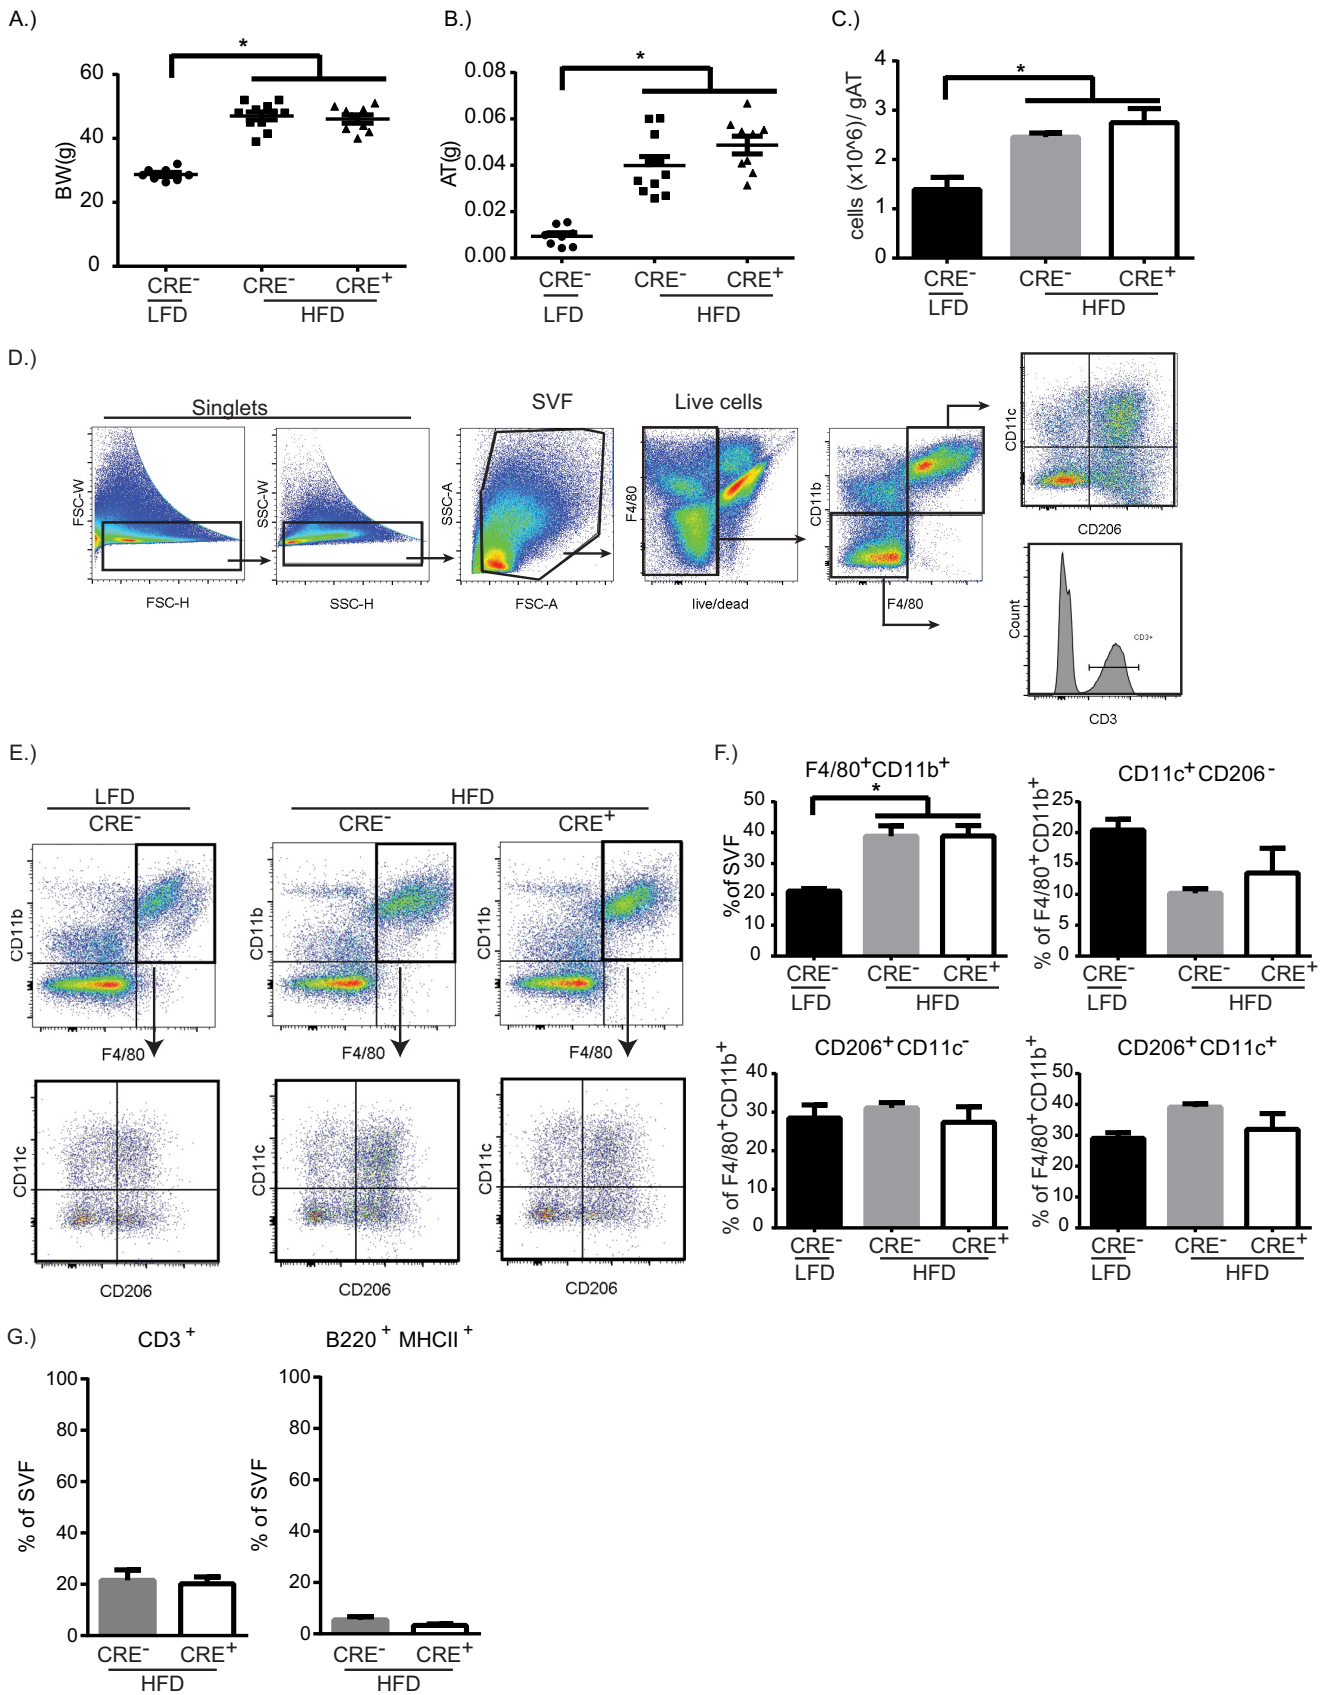 A.)
B.)
C.)
*
*
*
BW(g)
60
40
20
0
CRE-
CRE-
CRE+
LFD
HFD
AT(g)
0.08
0.06
0.04
0.02
0.00
CRE-
CRE-
CRE+
LFD
HFD
cells (x10^6)/ gAT
4
3
2
1
0
CRE-
CRE-
CRE+
LFD
HFD
D.)
Singlets
SVF
Live cells
FSC-W
FSC-H
SSC-W
SSC-H
SSC-A
FSC-A
F4/80
live/dead
CD11b
F4/80
CD11c
CD206
Count
CD3+
CD3
E.)
LFD
HFD
CRE-
CRE-
CRE+
CD11b
CD11b
CD11b
F4/80
F4/80
F4/80
CD11c
CD11c
CD11c
CD206
CD206
CD206
F.)
F4/80+CD11b+
*
%of SVF
50
40
30
20
10
0
CRE-
CRE-
CRE+
LFD
HFD
CD11c+CD206-
% of F4/80+CD11b+
25
20
15
10
5
0
CRE-
CRE-
CRE+
LFD
HFD
CD206+CD11c-
% of F4/80+CD11b+
40
30
20
10
0
CRE-
CRE-
CRE+
LFD
HFD
CD206+CD11c+
% of F4/80+CD11b+
50
40
30
20
10
0
CRE-
CRE-
CRE+
LFD
HFD
G.)
CD3 +
% of SVF
100
80
60
40
20
0
CRE-
CRE+
HFD
B220 + MHCII +
% of SVF
100
80
60
40
20
0
CRE-
CRE+
HFD